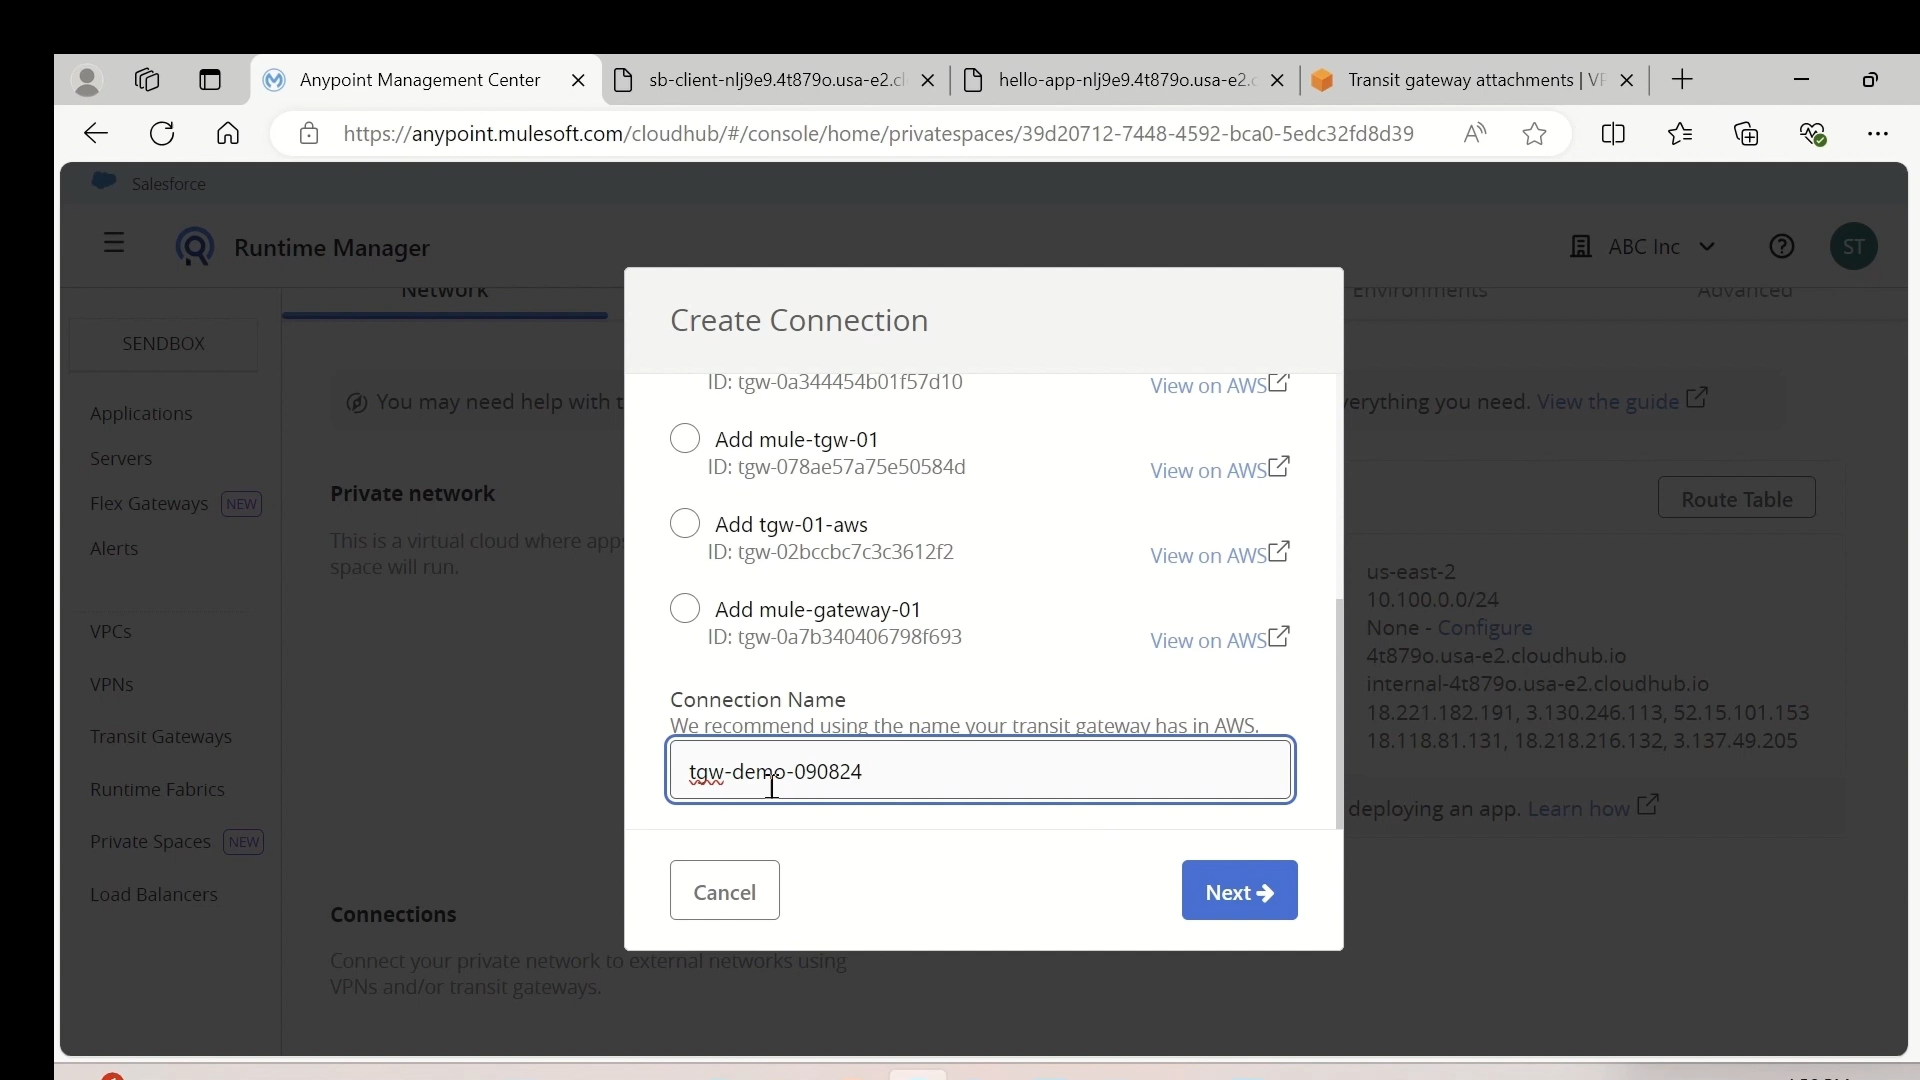 Anypoint Management Center
sb-client-nlj9e9.4t879o.usa-e2.cl
hello-app-nlj9e9.4t879o.usa-e2.c
Transit gateway attachments | VP
https://anypoint.mulesoft.com/cloudhub/#/console/home/privatespaces/39d20712-7448-4592-bca0-5edc32fd8d39
Salesforce
Runtime Manager
ABC Inc
ST
Network
Environments
Advanced
SENDBOX
Applications
Servers
Flex Gateways NEW
Alerts
VPCs
VPNs
Transit Gateways
Runtime Fabrics
Private Spaces NEW
Load Balancers
You may need help with t
verything you need. View the guide
Private network
This is a virtual cloud where apps
space will run.
Route Table
us-east-2
10.100.0.0/24
None - Configure
4t879o.usa-e2.cloudhub.io
internal-4t879o.usa-e2.cloudhub.io
18.221.182.191, 3.130.246.113, 52.15.101.153
18.118.81.131, 18.218.216.132, 3.137.49.205
deploying an app. Learn how
Connections
Connect your private network to external networks using
VPNs and/or transit gateways.
Create Connection
ID: tgw-0a344454b01f57d10 View on AWS
Add mule-tgw-01
ID: tgw-078ae57a75e50584d View on AWS
Add tgw-01-aws
ID: tgw-02bccbc7c3c3612f2 View on AWS
Add mule-gateway-01
ID: tgw-0a7b340406798f693 View on AWS
Connection Name
We recommend using the name your transit gateway has in AWS.
tgw-demo-090824
Cancel
Next